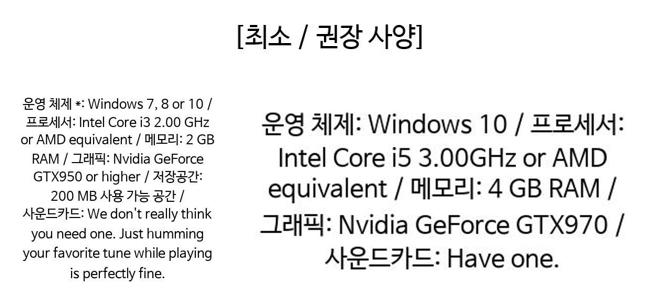 [최소 / 권장 사양]
운영 체제 *: Windows 7, 8 or 10 /
프로세서: Intel Core i3 2.00 GHz
or AMD equivalent / 메모리: 2 GB
RAM / 그래픽: Nvidia GeForce
GTX950 or higher / 저장공간:
200 MB 사용 가능 공간 /
사운드카드: We don't really think
you need one. Just humming
your favorite tune while playing
is perfectly fine.
운영 체제: Windows 10 / 프로세서:
Intel Core i5 3.00GHz or AMD
equivalent / 메모리: 4 GB RAM /
그래픽: Nvidia GeForce GTX970 /
사운드카드: Have one.